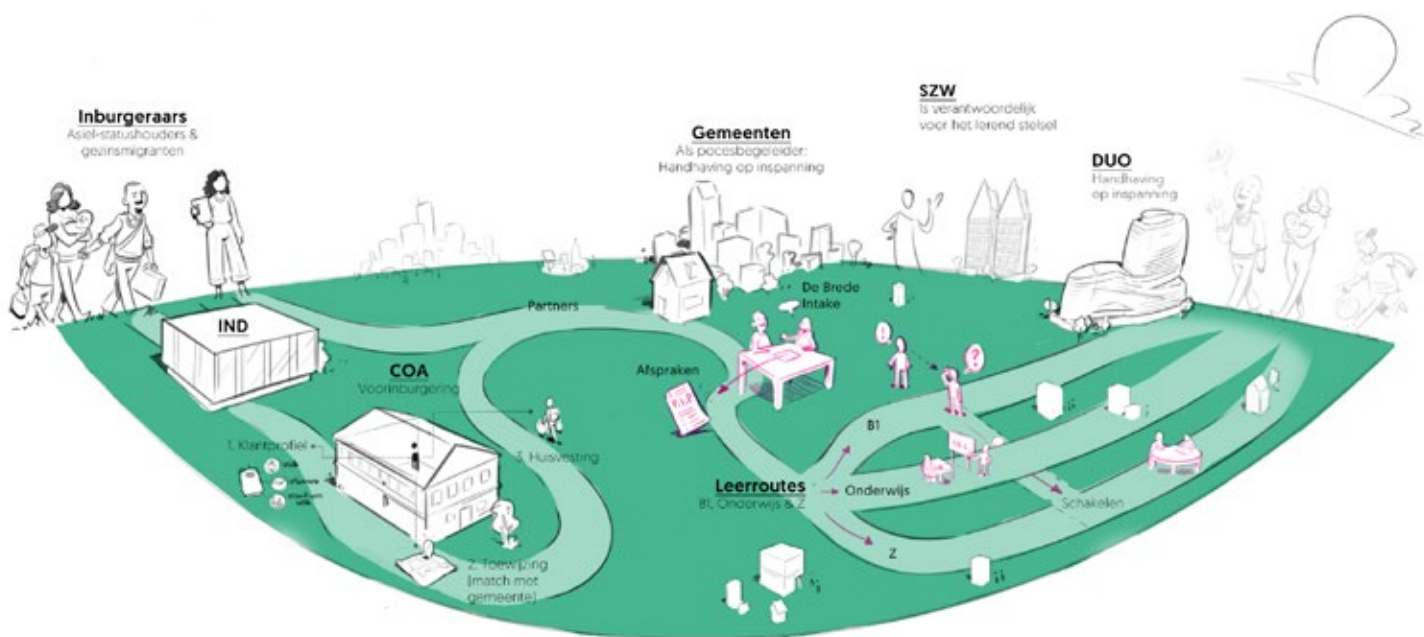 Inburgeraars
Asiel-statushouders &
gezinsmigranten
Gemeenten
Als pocesbegeleider:
Handhaving op inspanning
SZW
Is verantwoordelijk
voor het lerend stelsel
DUO
Handhaving
op inspanning
IND
Partners
De Brede
Intake
COA
Voorinburgering
Afspraken
P.I.P
1. Klantprofiel
3. Huisvesting
B1
Leerroutes
B1, Onderwijs & Z
Onderwijs
Schakelen
Z
2. Toewijzing
(match met
gemeente)
!
?